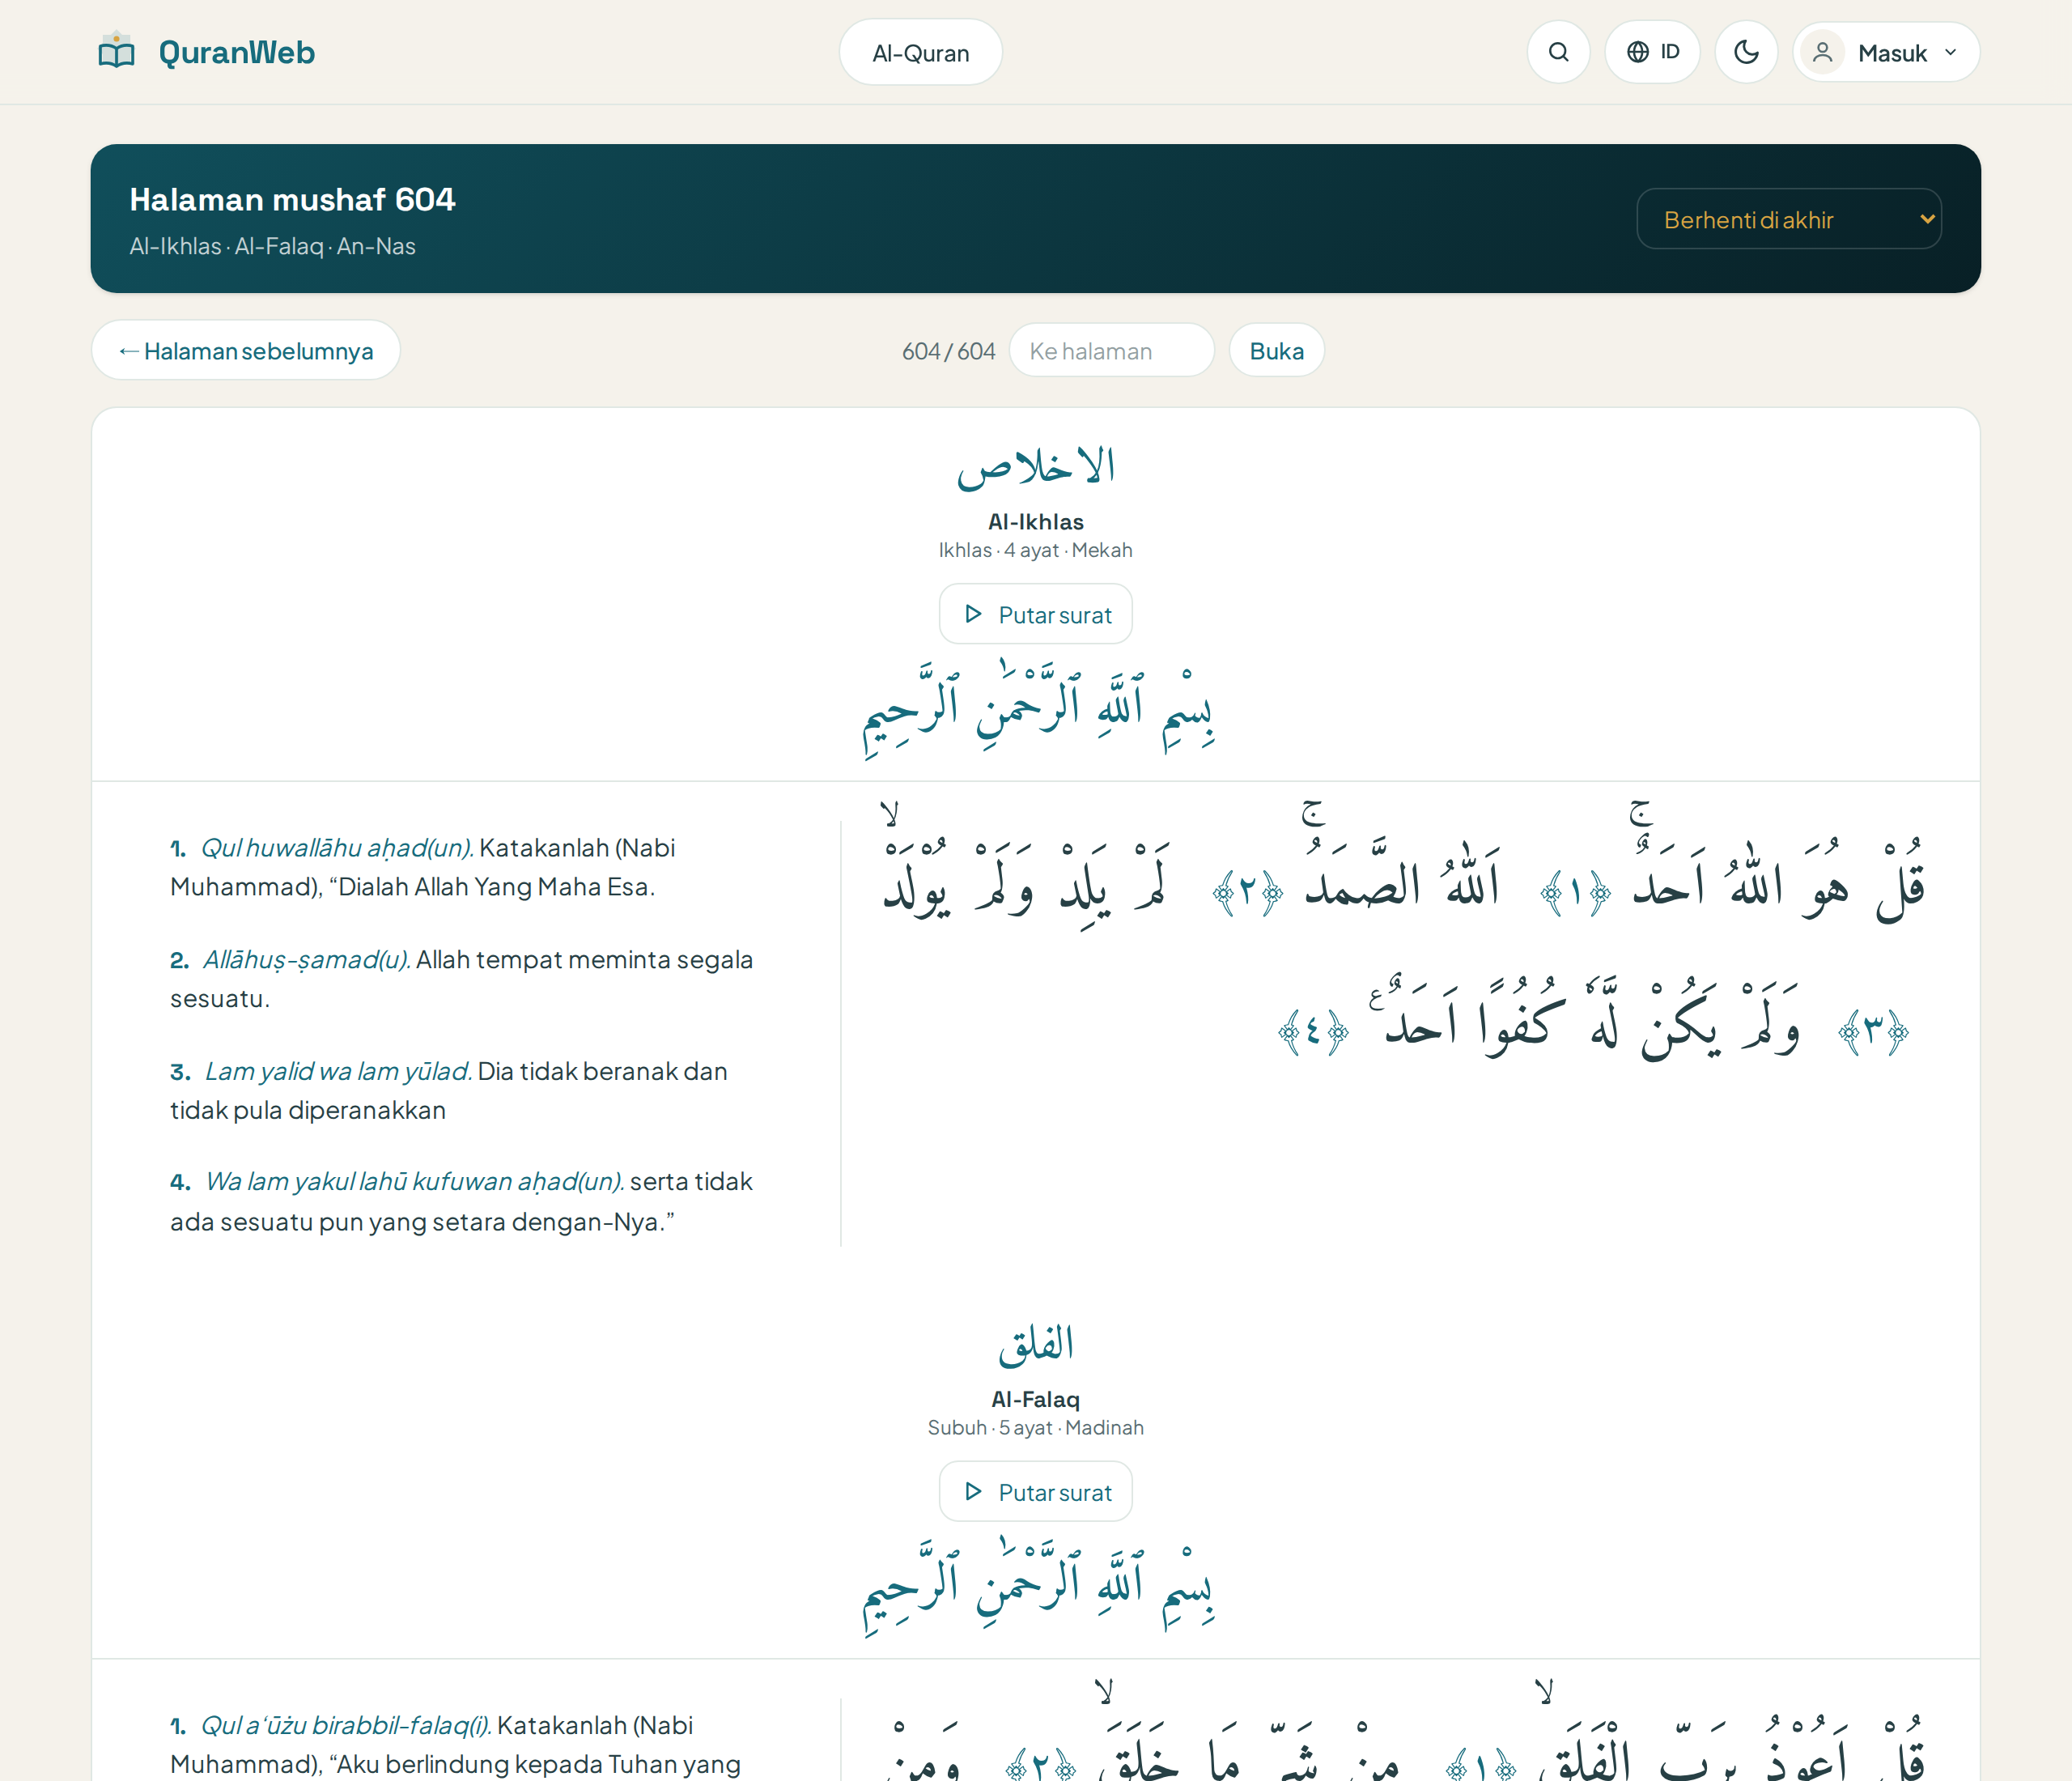 QuranWeb
Al-Quran
ID
Masuk
Halaman mushaf 604
Al-Ikhlas · Al-Falaq · An-Nas
Berhenti di akhir
← Halaman sebelumnya
604 / 604
Ke halaman
Buka
الاخلاص
Al-Ikhlas
Ikhlas · 4 ayat · Mekah
Putar surat
بِسْمِ ٱللَّهِ ٱلرَّحْمَٰنِ ٱلرَّحِيمِ
قُلْ هُوَ اللّٰهُ اَحَدٌۚ ﴿١﴾ اَللّٰهُ الصَّمَدُۚ ﴿٢﴾ لَمْ يَلِدْ وَلَمْ يُوْلَدْۙ
﴿٣﴾ وَلَمْ يَكُنْ لَّهٗ كُفُوًا اَحَدٌ ࣖ ﴿٤﴾
1. Qul huwallāhu aḥad(un). Katakanlah (Nabi
Muhammad), “Dialah Allah Yang Maha Esa.
2. Allāhuṣ-ṣamad(u). Allah tempat meminta segala
sesuatu.
3. Lam yalid wa lam yūlad. Dia tidak beranak dan
tidak pula diperanakkan
4. Wa lam yakul lahū kufuwan aḥad(un). serta tidak
ada sesuatu pun yang setara dengan-Nya.”
الفلق
Al-Falaq
Subuh · 5 ayat · Madinah
Putar surat
بِسْمِ ٱللَّهِ ٱلرَّحْمَٰنِ ٱلرَّحِيمِ
قُلْ اَعُوْذُ بِرَبِّ الْفَلَقِۙ ﴿١﴾ مِنْ شَرِّ مَا خَلَقَۙ ﴿٢﴾ وَمِنْ
1. Qul a‘ūżu birabbil-falaq(i). Katakanlah (Nabi
Muhammad), “Aku berlindung kepada Tuhan yang